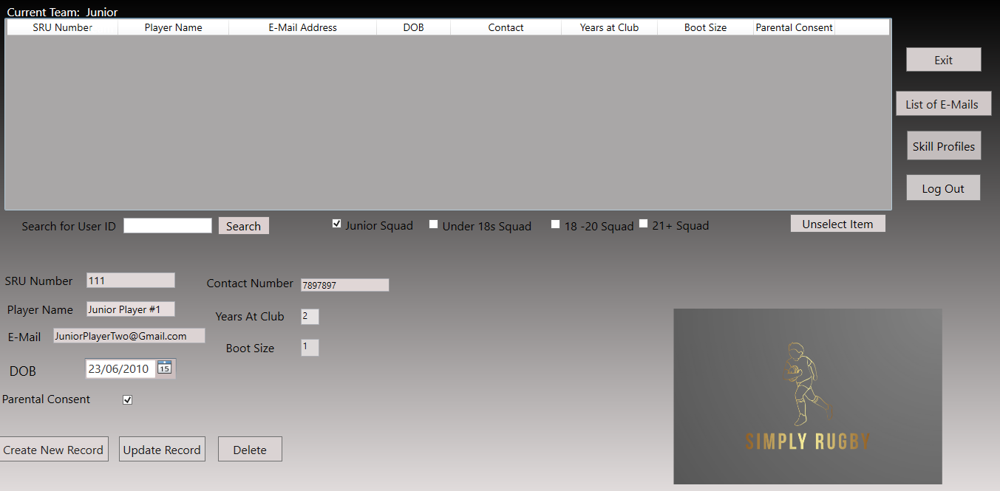 Current Team: Junior
SRU Number Player Name E-Mail Address DOB Contact Years at Club Boot Size Parental Consent
Exit
List of E-Mails
Skill Profiles
Log Out
Search for User ID Search Junior Squad Under 18s Squad 18 -20 Squad 21+ Squad Unselect Item
SRU Number 111 Contact Number 7897897
Player Name Junior Player #1 Years At Club 2
E-Mail JuniorPlayerTwo@Gmail.com Boot Size 1
DOB 23/06/2010 15
Parental Consent
Create New Record Update Record Delete
SIMPLY RUGBY